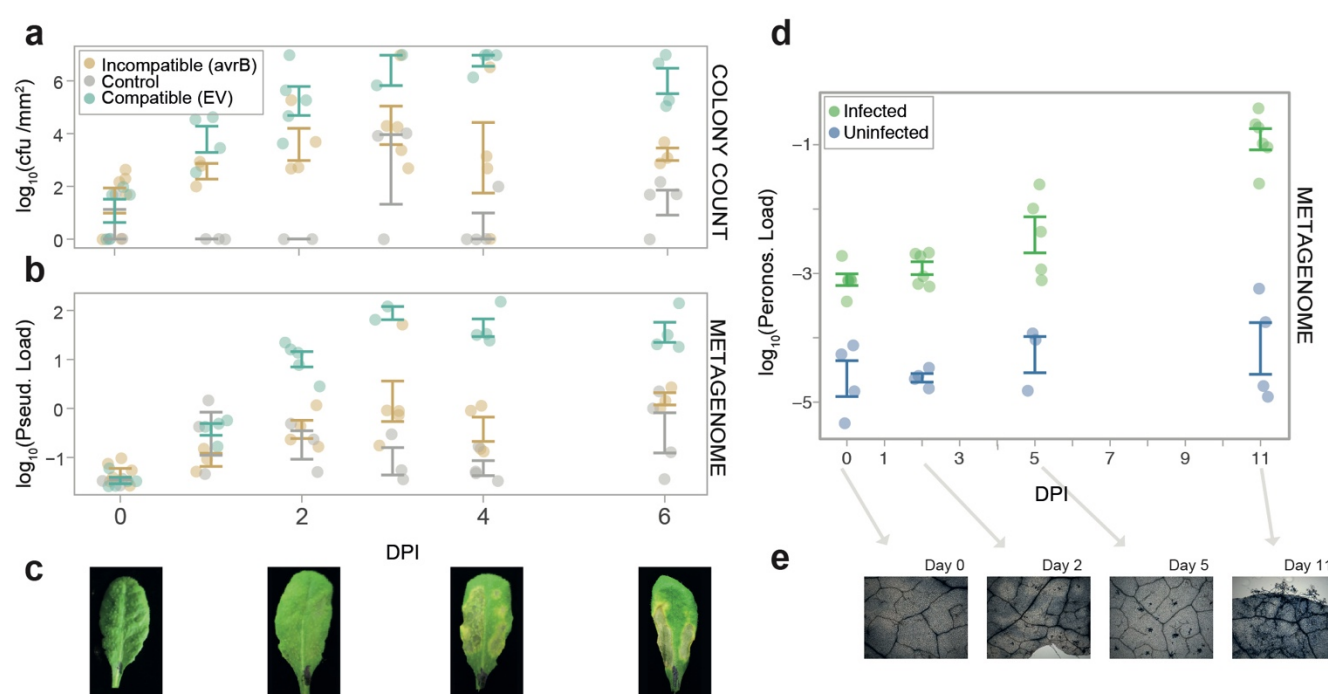 a
Incompatible (avrB)
Control
Compatible (EV)
log10(cfu /mm²)
6
4
2
0
COLONY COUNT
b
log10(Pseud. Load)
2
1
0
−1
METAGENOME
0
2
4
6
DPI
c
d
Infected
Uninfected
log10(Peronos. Load)
−1
−3
−5
METAGENOME
0
1
3
5
7
9
11
DPI
e
Day 0
Day 2
Day 5
Day 11